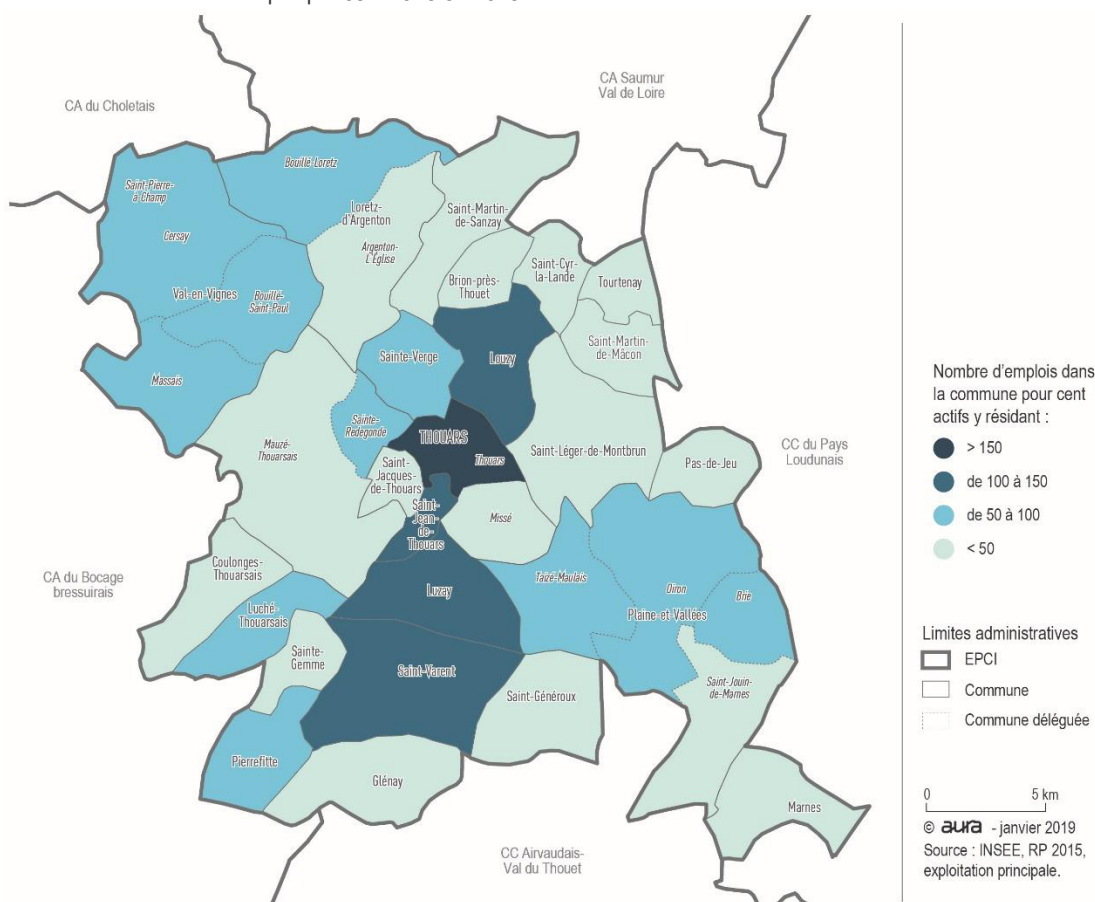 CA Saumur
Val de Loire
CA du Choletais
Bouillé-Loretz
Saint-Pierre-
à-Champ
Loretz-
d'Argenton
Saint-Martin-
de-Sanzay
Cersay
Argenton-
L'Église
Saint-Cyr-
la-Lande
Brion-près-
Thouet
Tourtenay
Val-en-Vignes
Bouillé-
Saint-Paul
Saint-Martin-
de-Mâcon
Sainte-Verge
Louzy
Massais
Nombre d'emplois dans
la commune pour cent
actifs y résidant :
> 150
de 100 à 150
de 50 à 100
< 50
Sainte-
Redegonde
THOUARS
Thouars
Mauzé-
Thouarsais
Saint-Léger-de-Montbrun
CC du Pays
Loudunais
Saint-
Jacques-
de-Thouars
Pas-de-Jeu
Saint-
Jean-
de-
Thouars
Missé
Coulonges-
Thouarsais
CA du Bocage
bressuirais
Luzay
Taizé-Maulais
Oiron
Brie
Plaine et Vallées
Luché-
Thouarsais
Sainte-
Gemme
Saint-Varent
Saint-Généroux
Saint-Jouin-
de-Marnes
Limites administratives
EPCI
Commune
Commune déléguée
Pierrefitte
Glénay
Marnes
CC Airvaudais-
Val du Thouet
0 5 km
© aura - janvier 2019
Source : INSEE, RP 2015,
exploitation principale.